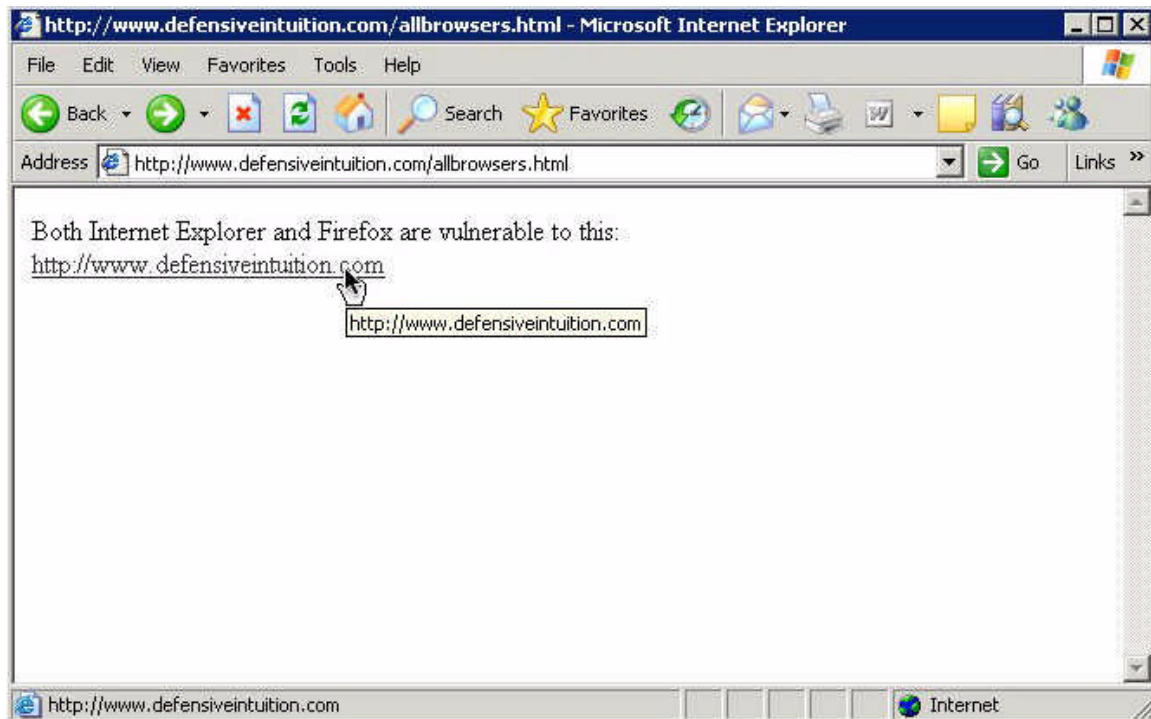 http://www.defensiveintuition.com/allbrowsers.html - Microsoft Internet Explorer
File Edit View Favorites Tools Help
Back Search Favorites W
Address http://www.defensiveintuition.com/allbrowsers.html Go Links »
Both Internet Explorer and Firefox are vulnerable to this:
http://www.defensiveintuition.com
http://www.defensiveintuition.com
http://www.defensiveintuition.com Internet